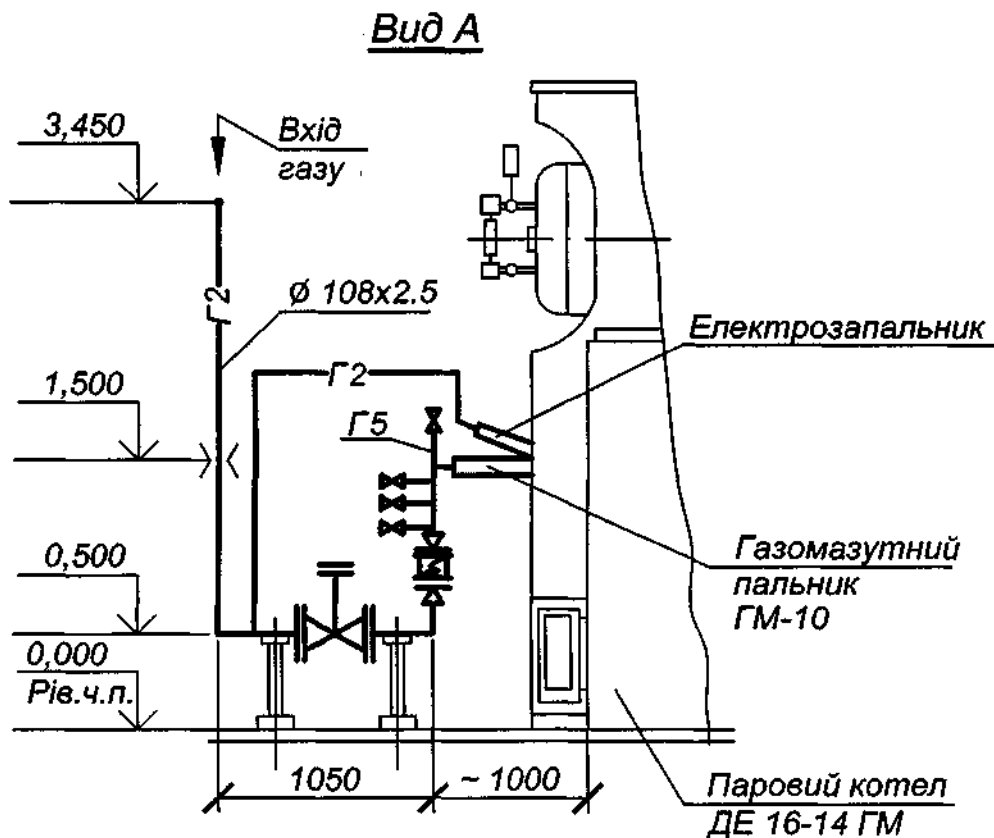 Вид А
3,450
Вхід
газу
Г2
Ø 108x2.5
Електрозапальник
Г2
1,500
Г5
0,500
Газомазутний
пальник
ГМ-10
0,000
Рів.ч.п.
1050
~ 1000
Паровий котел
ДЕ 16-14 ГМ